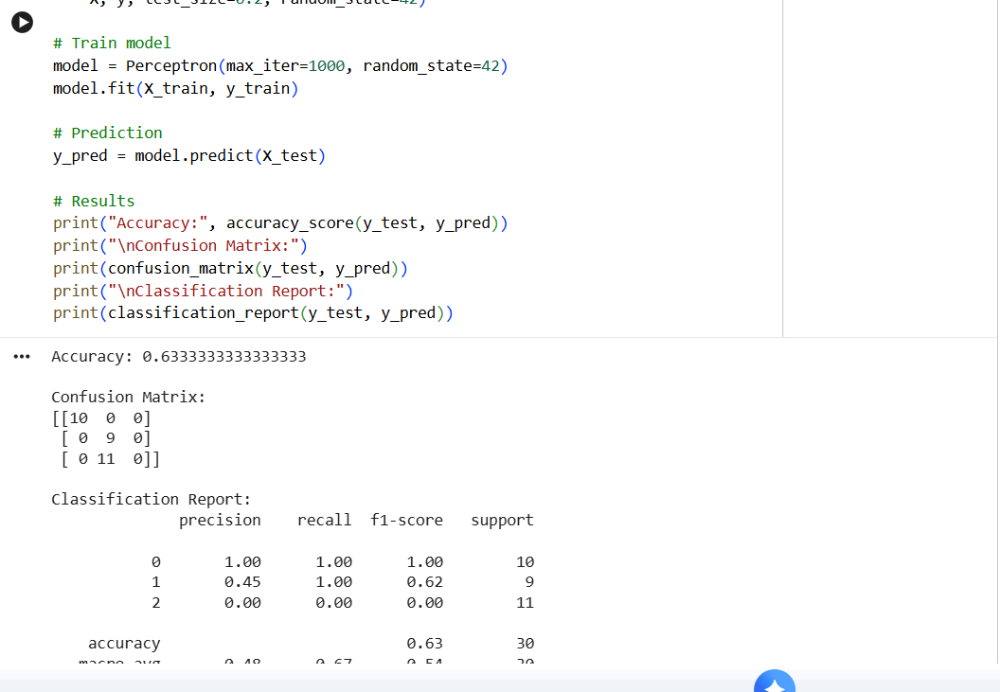 X, y, test_size=0.2, random_state=42)
# Train model
model = Perceptron(max_iter=1000, random_state=42)
model.fit(X_train, y_train)
# Prediction
y_pred = model.predict(X_test)
# Results
print("Accuracy:", accuracy_score(y_test, y_pred))
print("\nConfusion Matrix:")
print(confusion_matrix(y_test, y_pred))
print("\nClassification Report:")
print(classification_report(y_test, y_pred))
Accuracy: 0.6333333333333333
Confusion Matrix:
[[10  0  0]
 [ 0  9  0]
 [ 0 11  0]]
Classification Report:
              precision    recall  f1-score   support
           0       1.00      1.00      1.00        10
           1       0.45      1.00      0.62         9
           2       0.00      0.00      0.00        11
    accuracy                           0.63        30
   macro avg       0.48      0.67      0.54        30